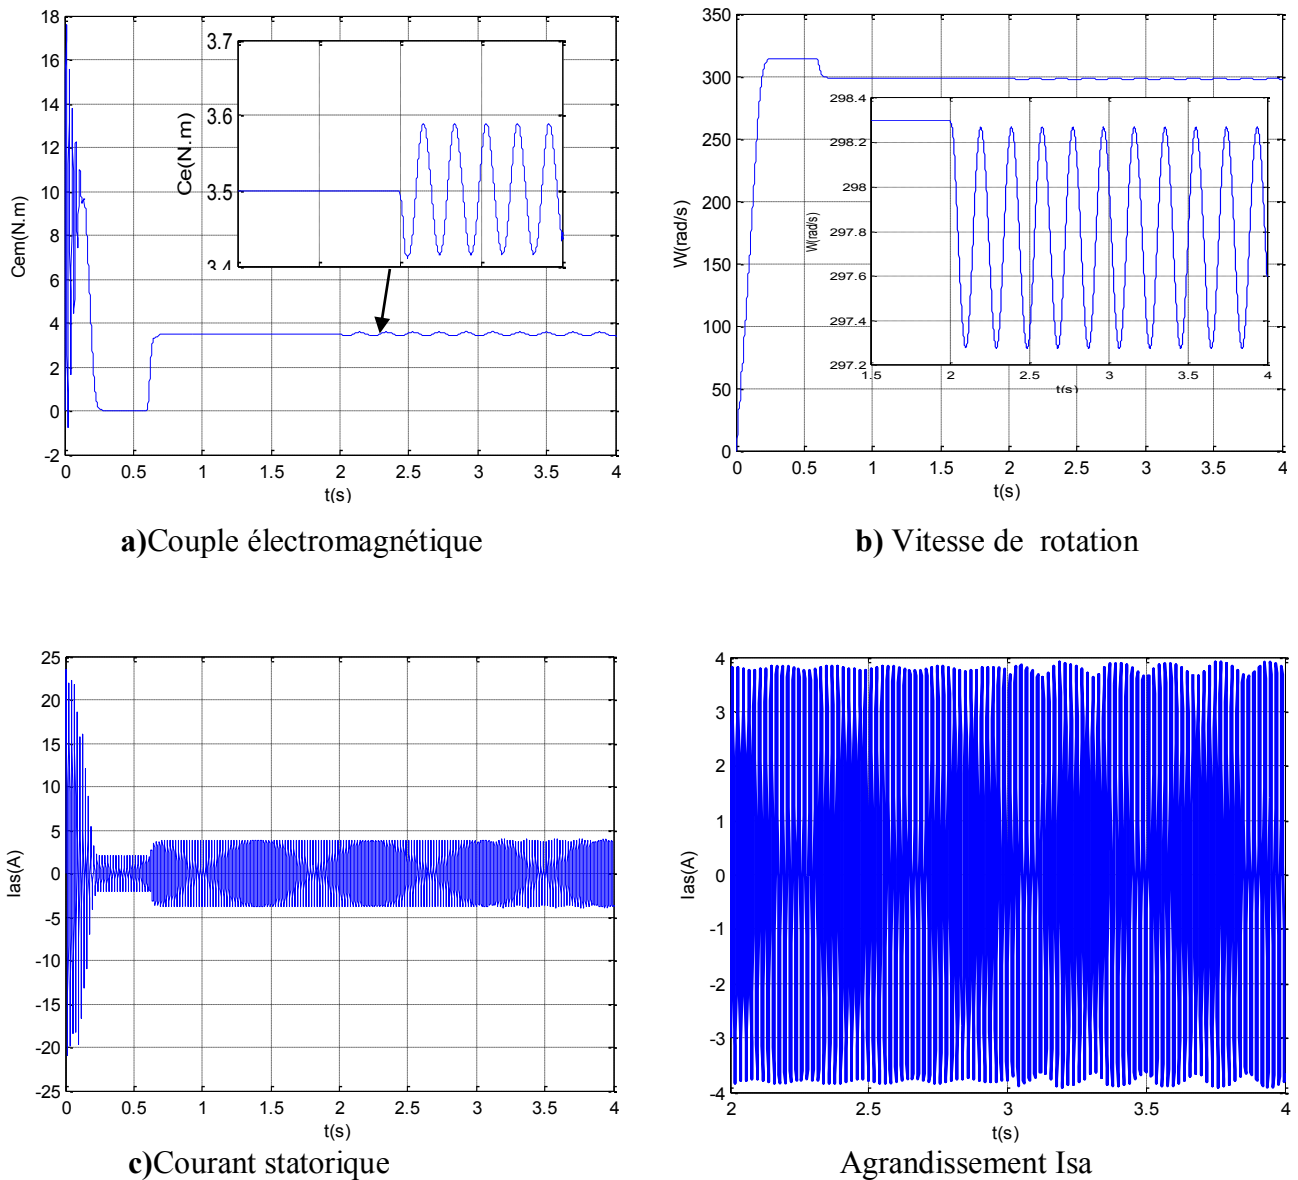 18
16
14
12
10
8
6
4
2
0
-2
Cem(N.m)
0 0.5 1 1.5 2 2.5 3 3.5 4
t(s)
3.7
3.6
3.5
3.4
Ce(N.m)
a)Couple électromagnétique
350
300
250
200
150
100
50
0
W(rad/s)
0 0.5 1 1.5 2 2.5 3 3.5 4
t(s)
298.4
298.2
298
297.8
297.6
297.4
297.2
W(rad/s)
1.5 2 2.5 3 3.5 4
t(s)
b) Vitesse de rotation
25
20
15
10
5
0
-5
-10
-15
-20
-25
Ias(A)
0 0.5 1 1.5 2 2.5 3 3.5 4
t(s)
c)Courant statorique
4
3
2
1
0
-1
-2
-3
-4
Ias(A)
2 2.5 3 3.5 4
t(s)
Agrandissement Isa